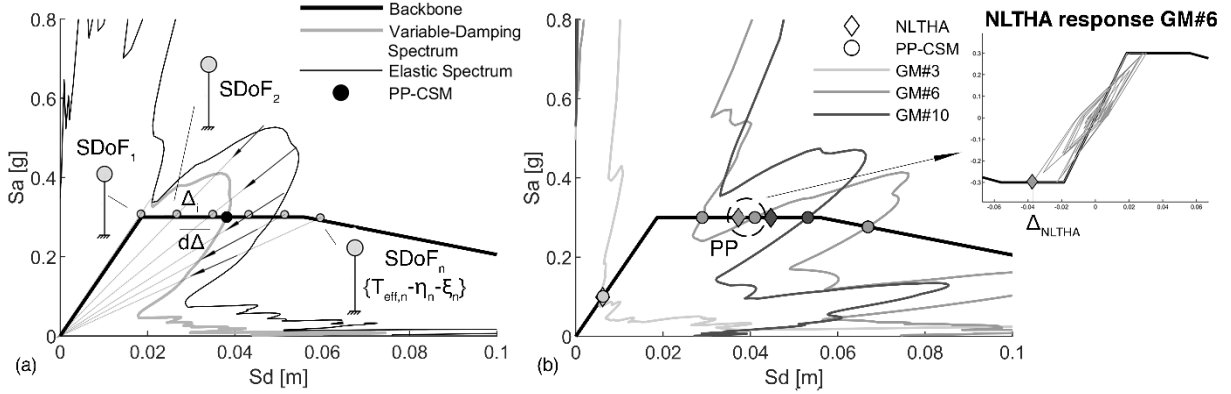 0.8
0.6
0.4
0.2
0
0
0.02
0.04
0.06
0.08
0.1
Sa [g]
Sd [m]
(a)
Backbone
Variable-Damping
Spectrum
Elastic Spectrum
PP-CSM
SDoF1
SDoF2
Δi
dΔ
SDoFn
{Teff,n-ηn-ξn}
0.8
0.6
0.4
0.2
0
0
0.02
0.04
0.06
0.08
0.1
Sa [g]
Sd [m]
(b)
NLTHA
PP-CSM
GM#3
GM#6
GM#10
PP
NLTHA response GM#6
0.3
0.2
0.1
0
-0.1
-0.2
-0.3
-0.06
-0.04
-0.02
0
0.02
0.04
0.06
ΔNLTHA